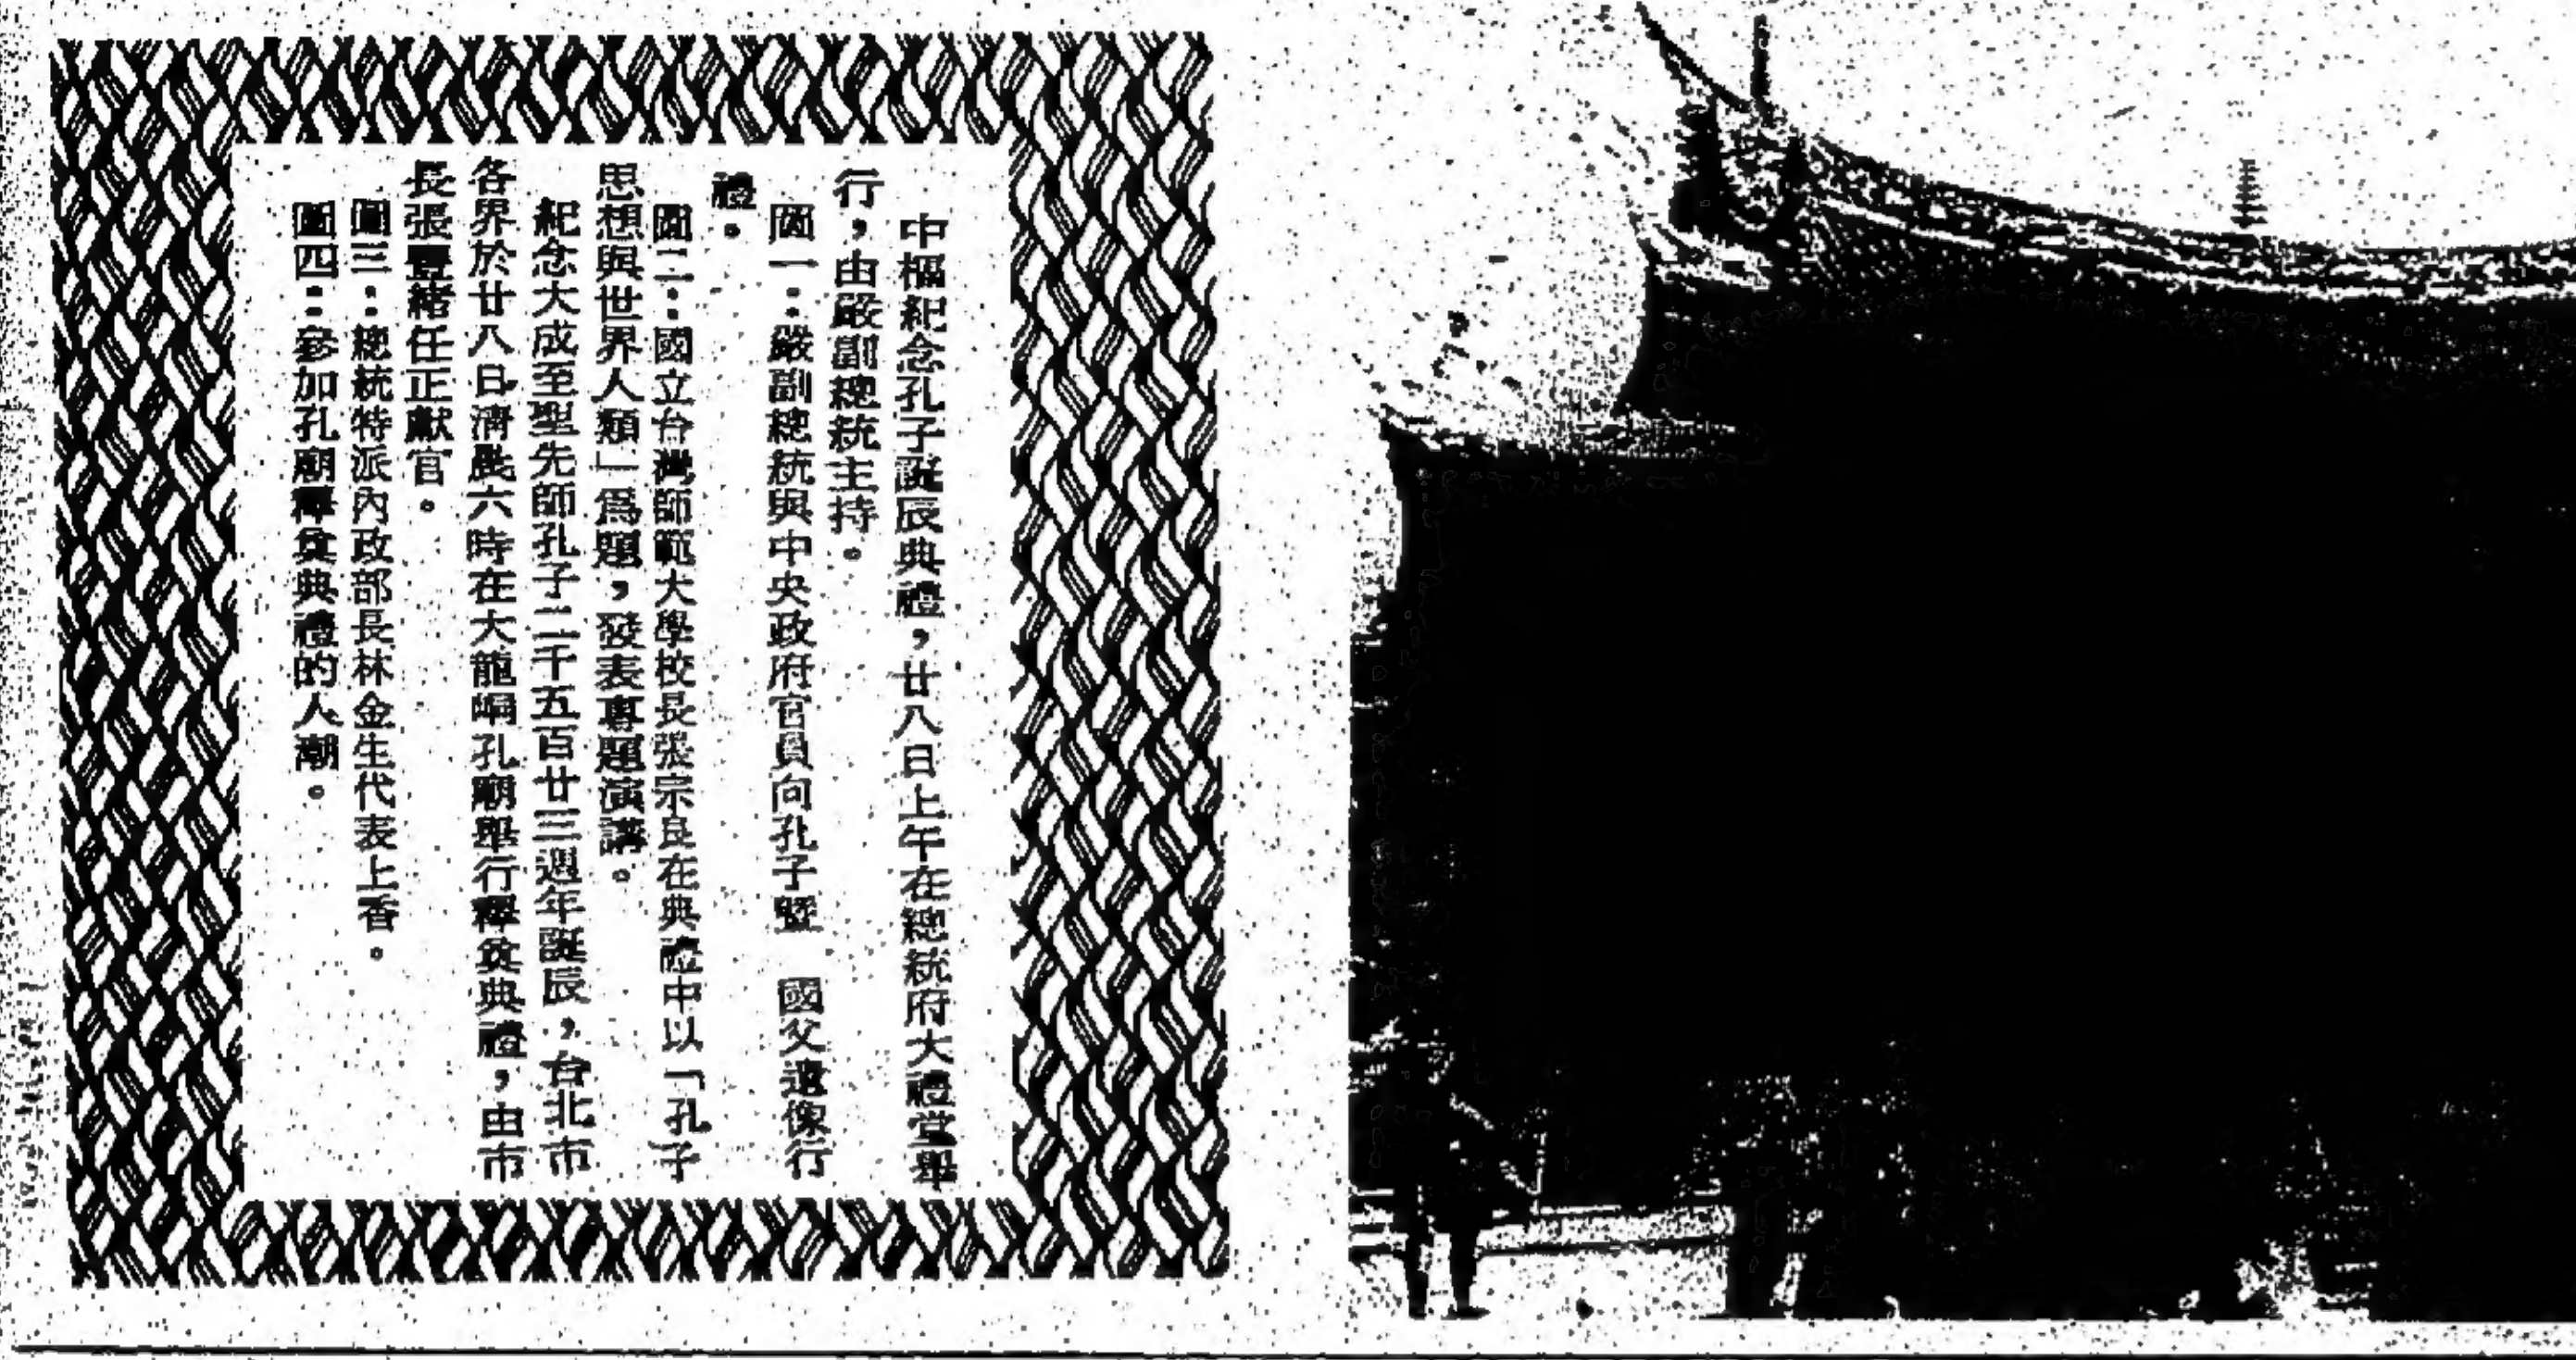 中樞紀念孔子誕辰典禮，廿八日上午在總統府大禮堂舉
行，由嚴副總統主持。
圖一：嚴副總統與中央政府官員向孔子暨　國父遺像行
禮。
圖二：國立台灣師範大學校長張宗良在典禮中以「孔子
思想與世界人類」爲題，發表專題演講。
紀念大成至聖先師孔子二千五百廿三週年誕辰，台北市
各界於廿八日清晨六時在大龍峒孔廟舉行釋奠典禮，由市
長張豐緒任正獻官。
圖三：總統特派內政部長林金生代表上香。
圖四：參加孔廟釋奠典禮的人潮。